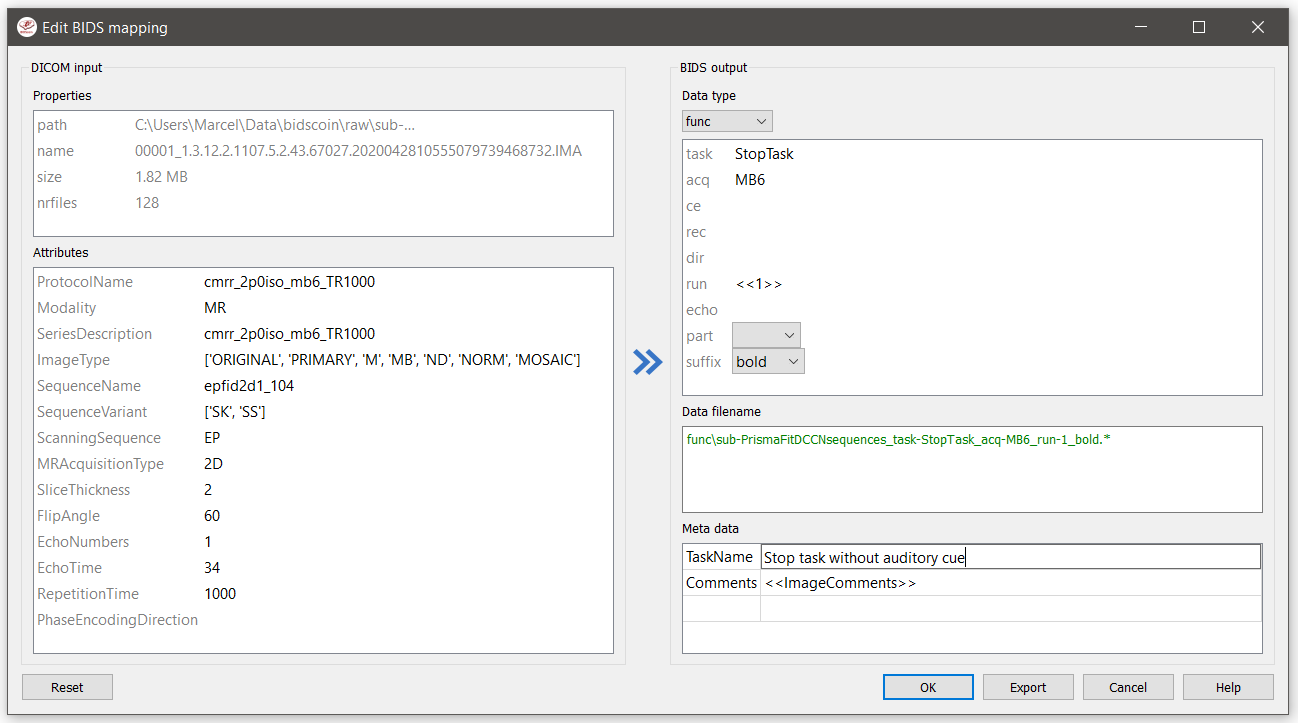 Edit BIDS mapping
DICOM input
Properties
path C:\Users\Marcel\Data\bidscoin\raw\sub-...
name 00001_1.3.12.2.1107.5.2.43.67027.2020042810555079739468732.IMA
size 1.82 MB
nrfiles 128
Attributes
ProtocolName cmrr_2p0iso_mb6_TR1000
Modality MR
SeriesDescription cmrr_2p0iso_mb6_TR1000
ImageType ['ORIGINAL', 'PRIMARY', 'M', 'MB', 'ND', 'NORM', 'MOSAIC']
SequenceName epfid2d1_104
SequenceVariant ['SK', 'SS']
ScanningSequence EP
MRAcquisitionType 2D
SliceThickness 2
FlipAngle 60
EchoNumbers 1
EchoTime 34
RepetitionTime 1000
PhaseEncodingDirection
BIDS output
Data type
func
task StopTask
acq MB6
ce
rec
dir
run <<1>>
echo
part
suffix bold
Data filename
func\sub-PrismaFitDCCNsequences_task-StopTask_acq-MB6_run-1_bold.*
Meta data
TaskName Stop task without auditory cue
Comments <<ImageComments>>
Reset
OK
Export
Cancel
Help